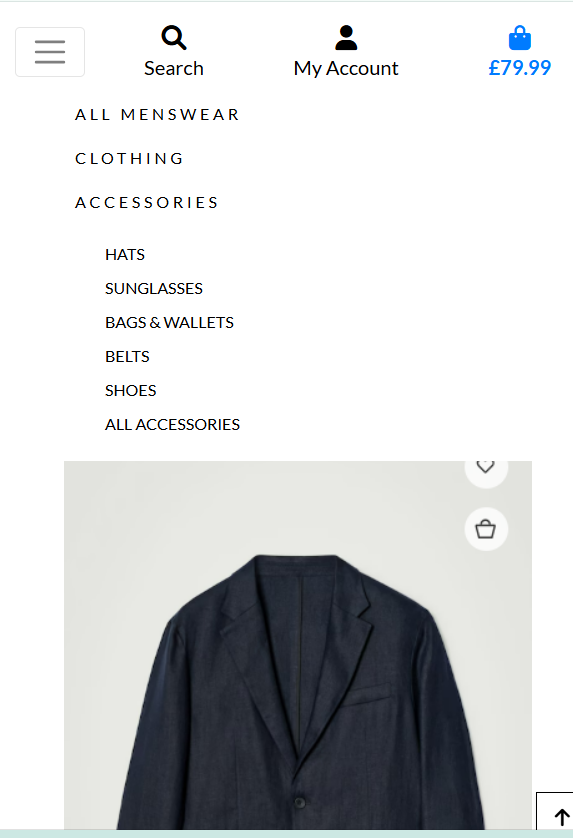 Search
My Account
£79.99
ALL MENSWEAR
CLOTHING
ACCESSORIES
HATS
SUNGLASSES
BAGS & WALLETS
BELTS
SHOES
ALL ACCESSORIES